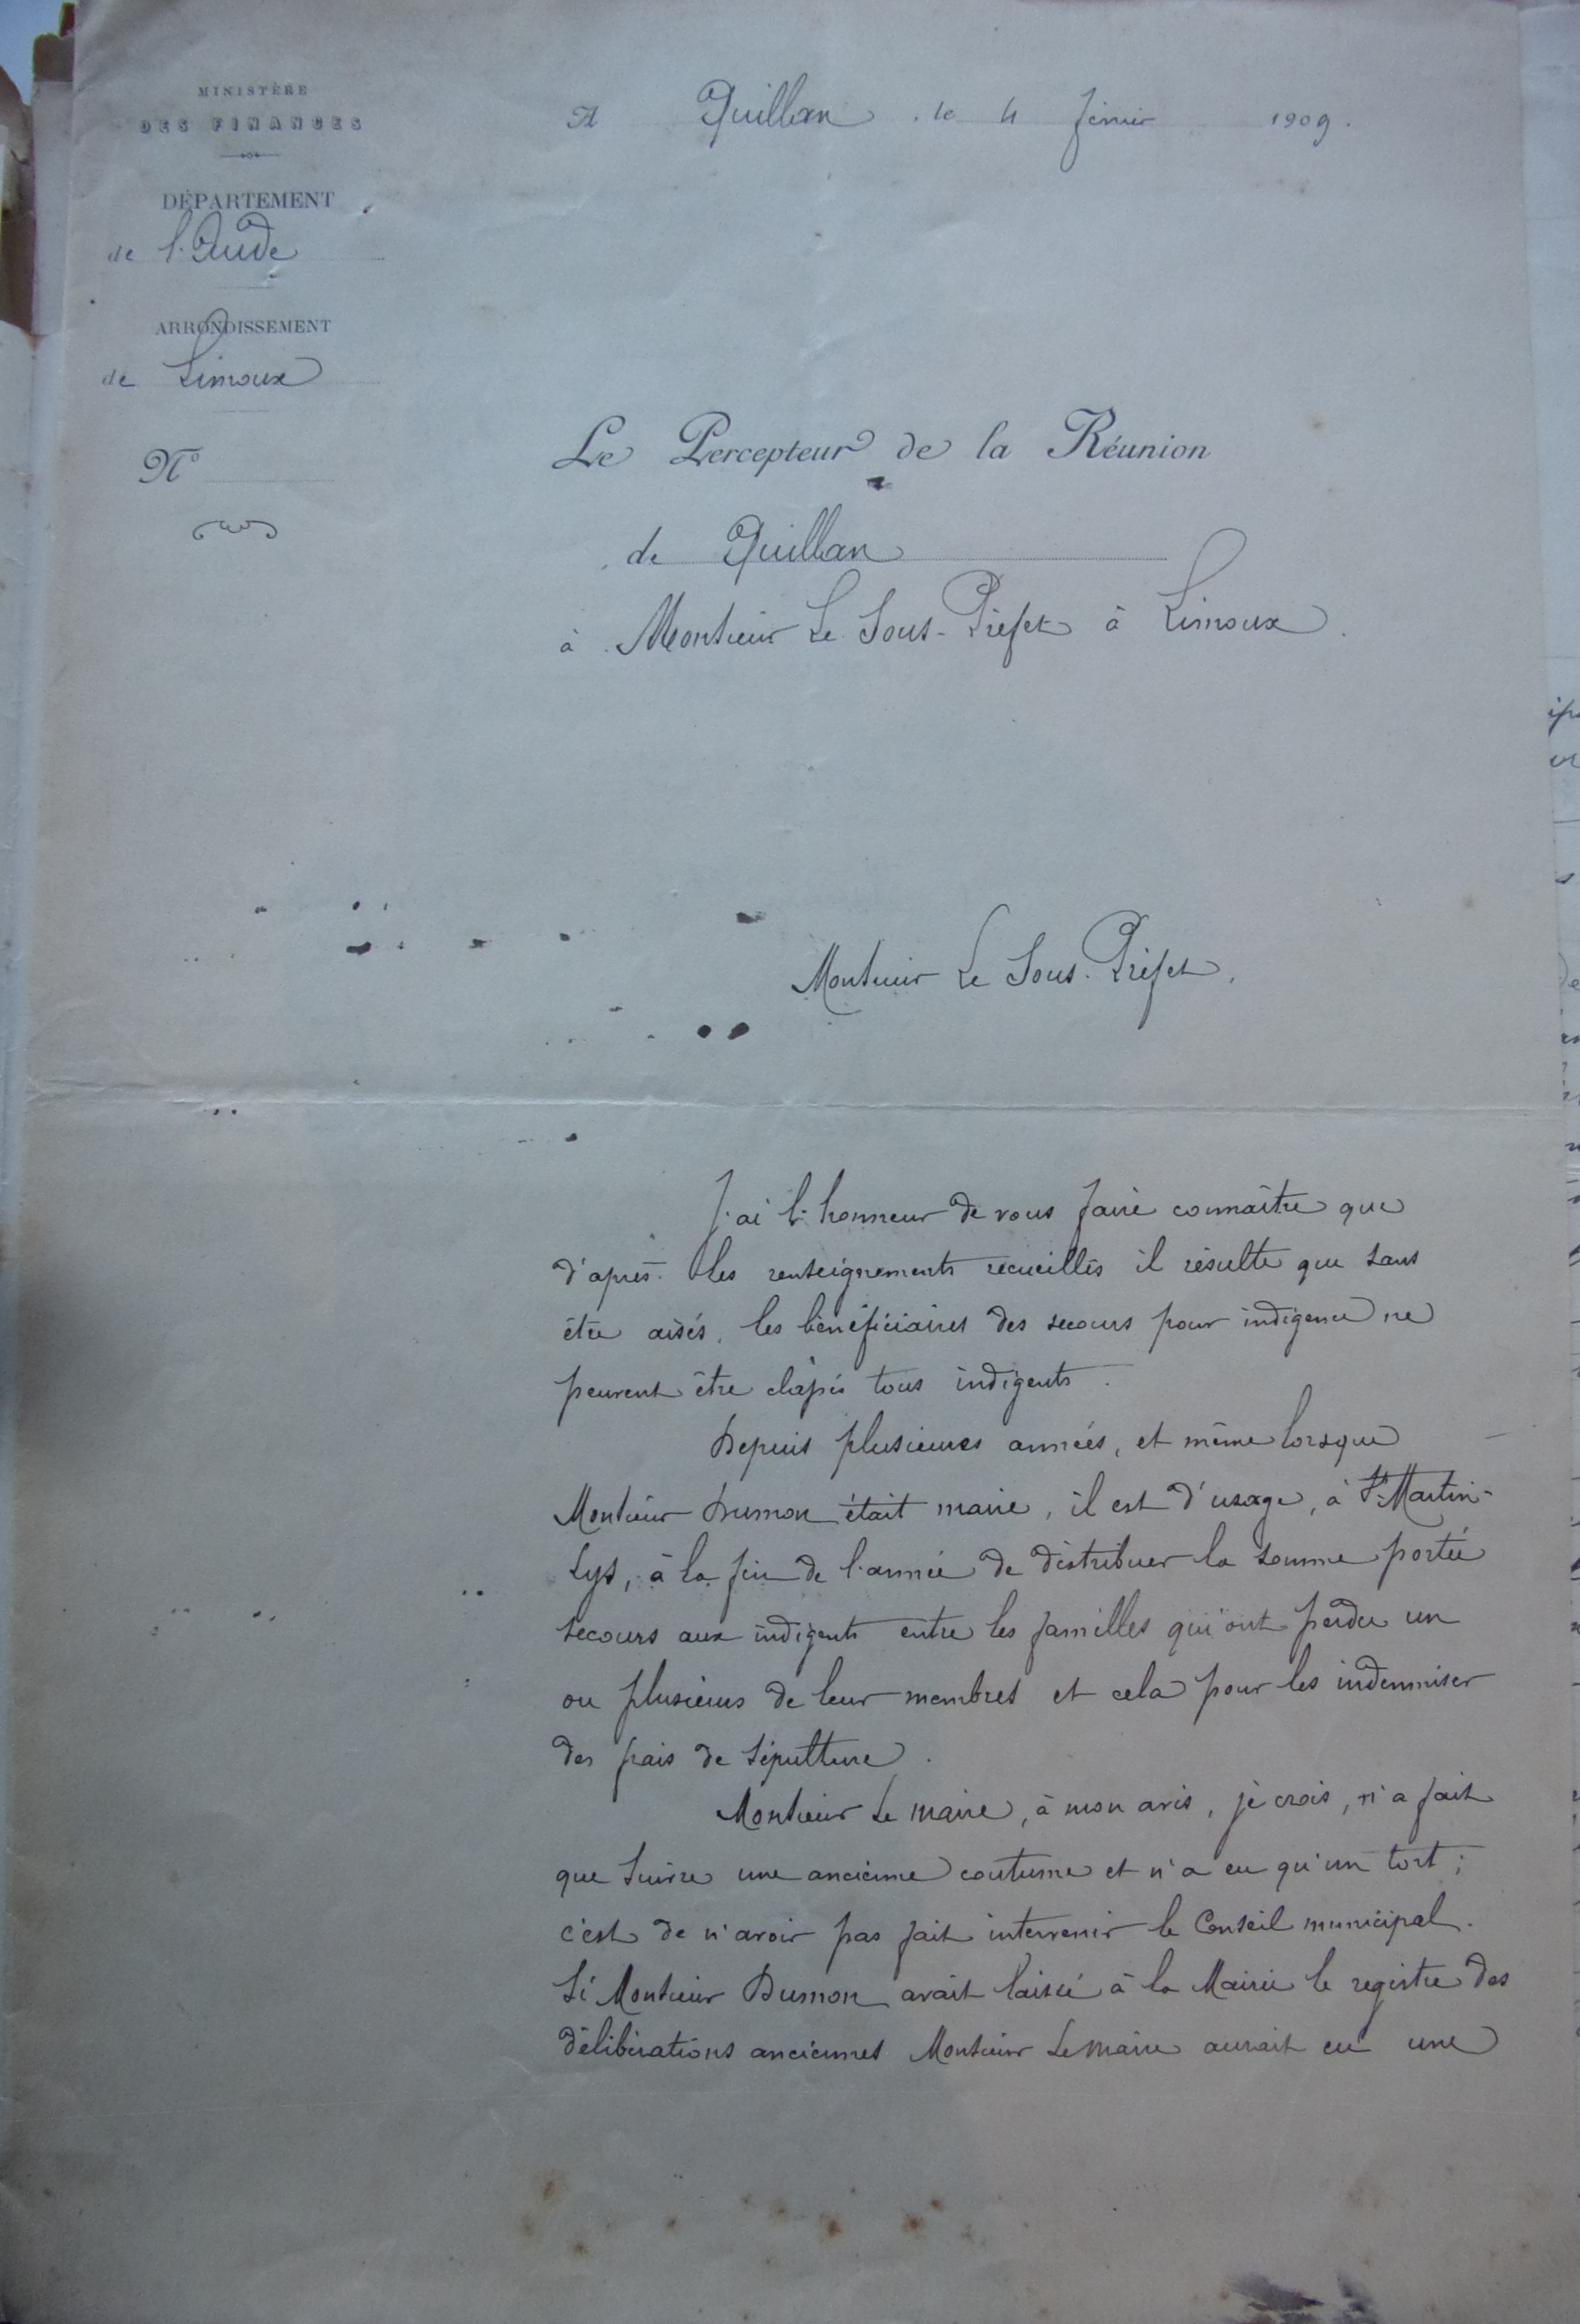 MINISTÈRE
DES FINANCES
DÉPARTEMENT
de l'Aude
ARRONDISSEMENT
de Limoux
N°
A Quillan, le 4 février 1909.
Le Percepteur de la Réunion
de Quillan
à Monsieur Le Sous-Préfet à Limoux.
Monsieur Le Sous-Préfet,
J'ai l'honneur de vous faire connaître que
d'après les renseignements recueillis il résulte que sans
être aisés, les bénéficiaires des secours pour indigence ne
peuvent être classés tous indigents.
Depuis plusieurs années, et même lorsque
Monsieur Dumon était maire, il est d'usage, à St-Martin-
Lys, à la fin de l'année de distribuer la somme portée
secours aux indigents entre les familles qui ont perdu un
ou plusieurs de leur membres et cela pour les indemniser
des frais de sépulture.
Monsieur Le Maire, à mon avis, je crois, n'a fait
que suivre une ancienne coutume et n'a eu qu'un tort ;
c'est de n'avoir pas fait intervenir le Conseil municipal.
Si Monsieur Dumon avait laissé à la Mairie le registre des
délibérations anciennes Monsieur Le Maire aurait eu une